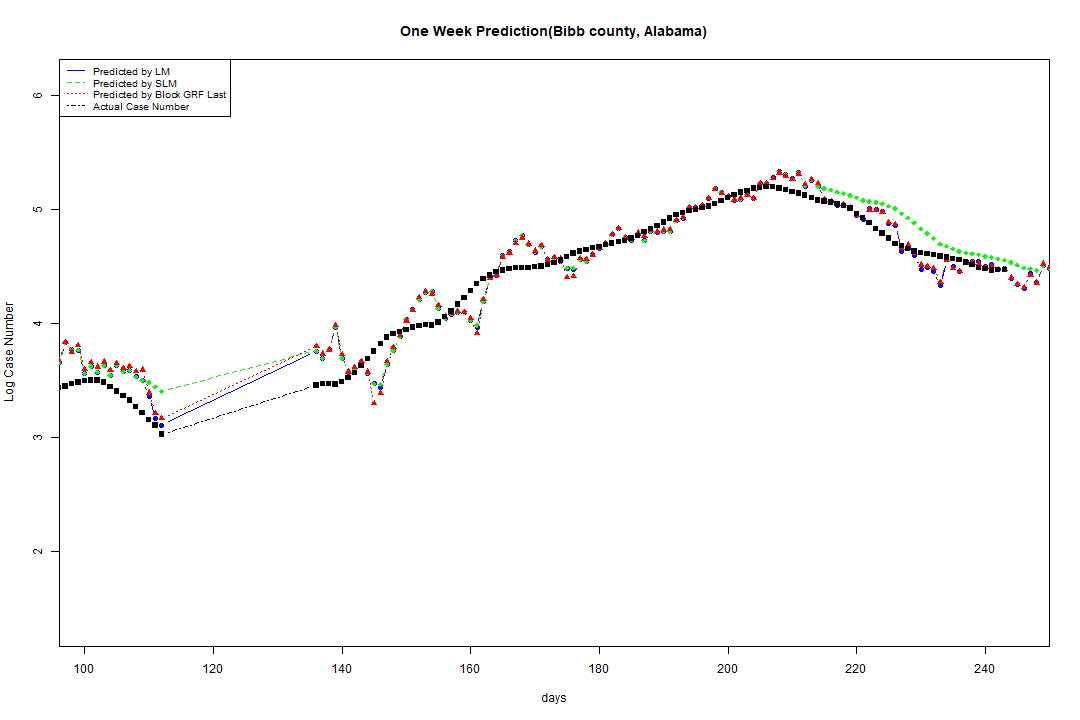 One Week Prediction(Bibb county, Alabama)
Predicted by LM
Predicted by SLM
Predicted by Block GRF Last
Actual Case Number
6
5
4
3
2
Log Case Number
100 120 140 160 180 200 220 240
days